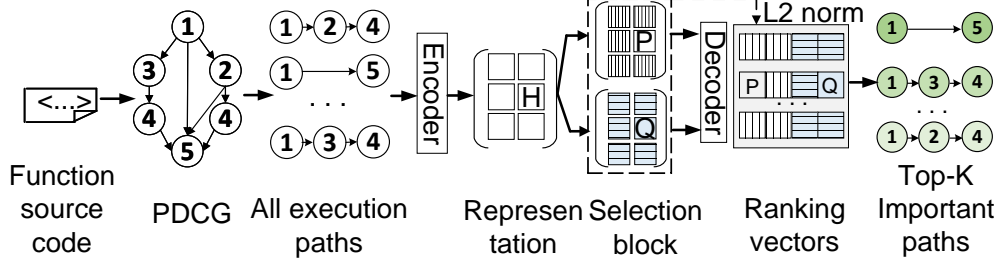 <...>
Function
source
code
1
3
2
4
4
5
PDCG
1 2 4
1 5
. . .
1 3 4
All execution
paths
Encoder
H
Represen
tation
P
Q
Selection
block
Decoder
L2 norm
P Q
. . .
Ranking
vectors
1 5
1 3 4
...
1 2 4
Top-K
Important
paths